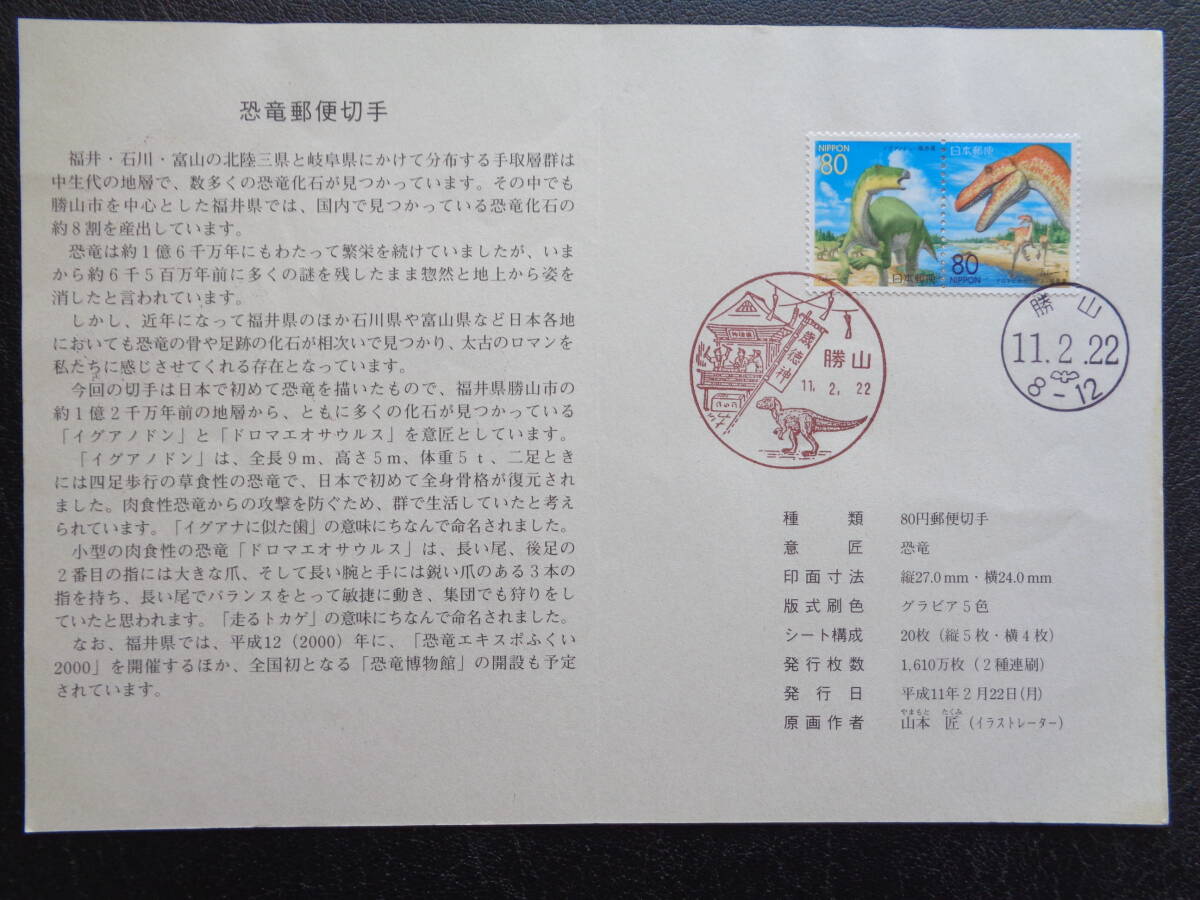 恐竜郵便切手
福井・石川・富山の北陸三県と岐阜県にかけて分布する手取層群は
中生代の地層で、数多くの恐竜化石が見つかっています。その中でも
勝山市を中心とした福井県では、国内で見つかっている恐竜化石の
約8割を産出しています。
恐竜は約1億6千万年にもわたって繁栄を続けていましたが、いま
から約6千5百万年前に多くの謎を残したまま惣然と地上から姿を
消したと言われています。
しかし、近年になって福井県のほか石川県や富山県など日本各地
においても恐竜の骨や足跡の化石が相次いで見つかり、太古のロマンを
私たちに感じさせてくれる存在となっています。
今回の切手は日本で初めて恐竜を描いたもので、福井県勝山市の
約1億2千万年前の地層から、ともに多くの化石が見つかっている
「イグアノドン」と「ドロマエオサウルス」を意匠としています。
「イグアノドン」は、全長9m、高さ5m、体重5t、二足とき
には四足歩行の草食性の恐竜で、日本で初めて全身骨格が復元され
ました。肉食性恐竜からの攻撃を防ぐため、群で生活していたと考え
られています。「イグアナに似た歯」の意味にちなんで命名されました。
小型の肉食性の恐竜「ドロマエオサウルス」は、長い尾、後足の
2番目の指には大きな爪、そして長い腕と手には鋭い爪のある3本の
指を持ち、長い尾でバランスをとって敏捷に動き、集団でも狩りをし
ていたと思われます。「走るトカゲ」の意味にちなんで命名されました。
なお、福井県では、平成12（2000）年に、「恐竜エキスポふくい
2000」を開催するほか、全国初となる「恐竜博物館」の開設も予定
されています。
NIPPON
80
日本郵便
日本郵便
80
NIPPON
歳徳神
勝山
11.2.22
勝山
11.2.22
8-12
種類 80円郵便切手
意匠 恐竜
印面寸法 縦27.0mm・横24.0mm
版式刷色 グラビア5色
シート構成 20枚（縦5枚・横4枚）
発行枚数 1,610万枚（2種連刷）
発行日 平成11年2月22日(月)
やまもと たくみ
原画作者 山本 匠（イラストレーター）